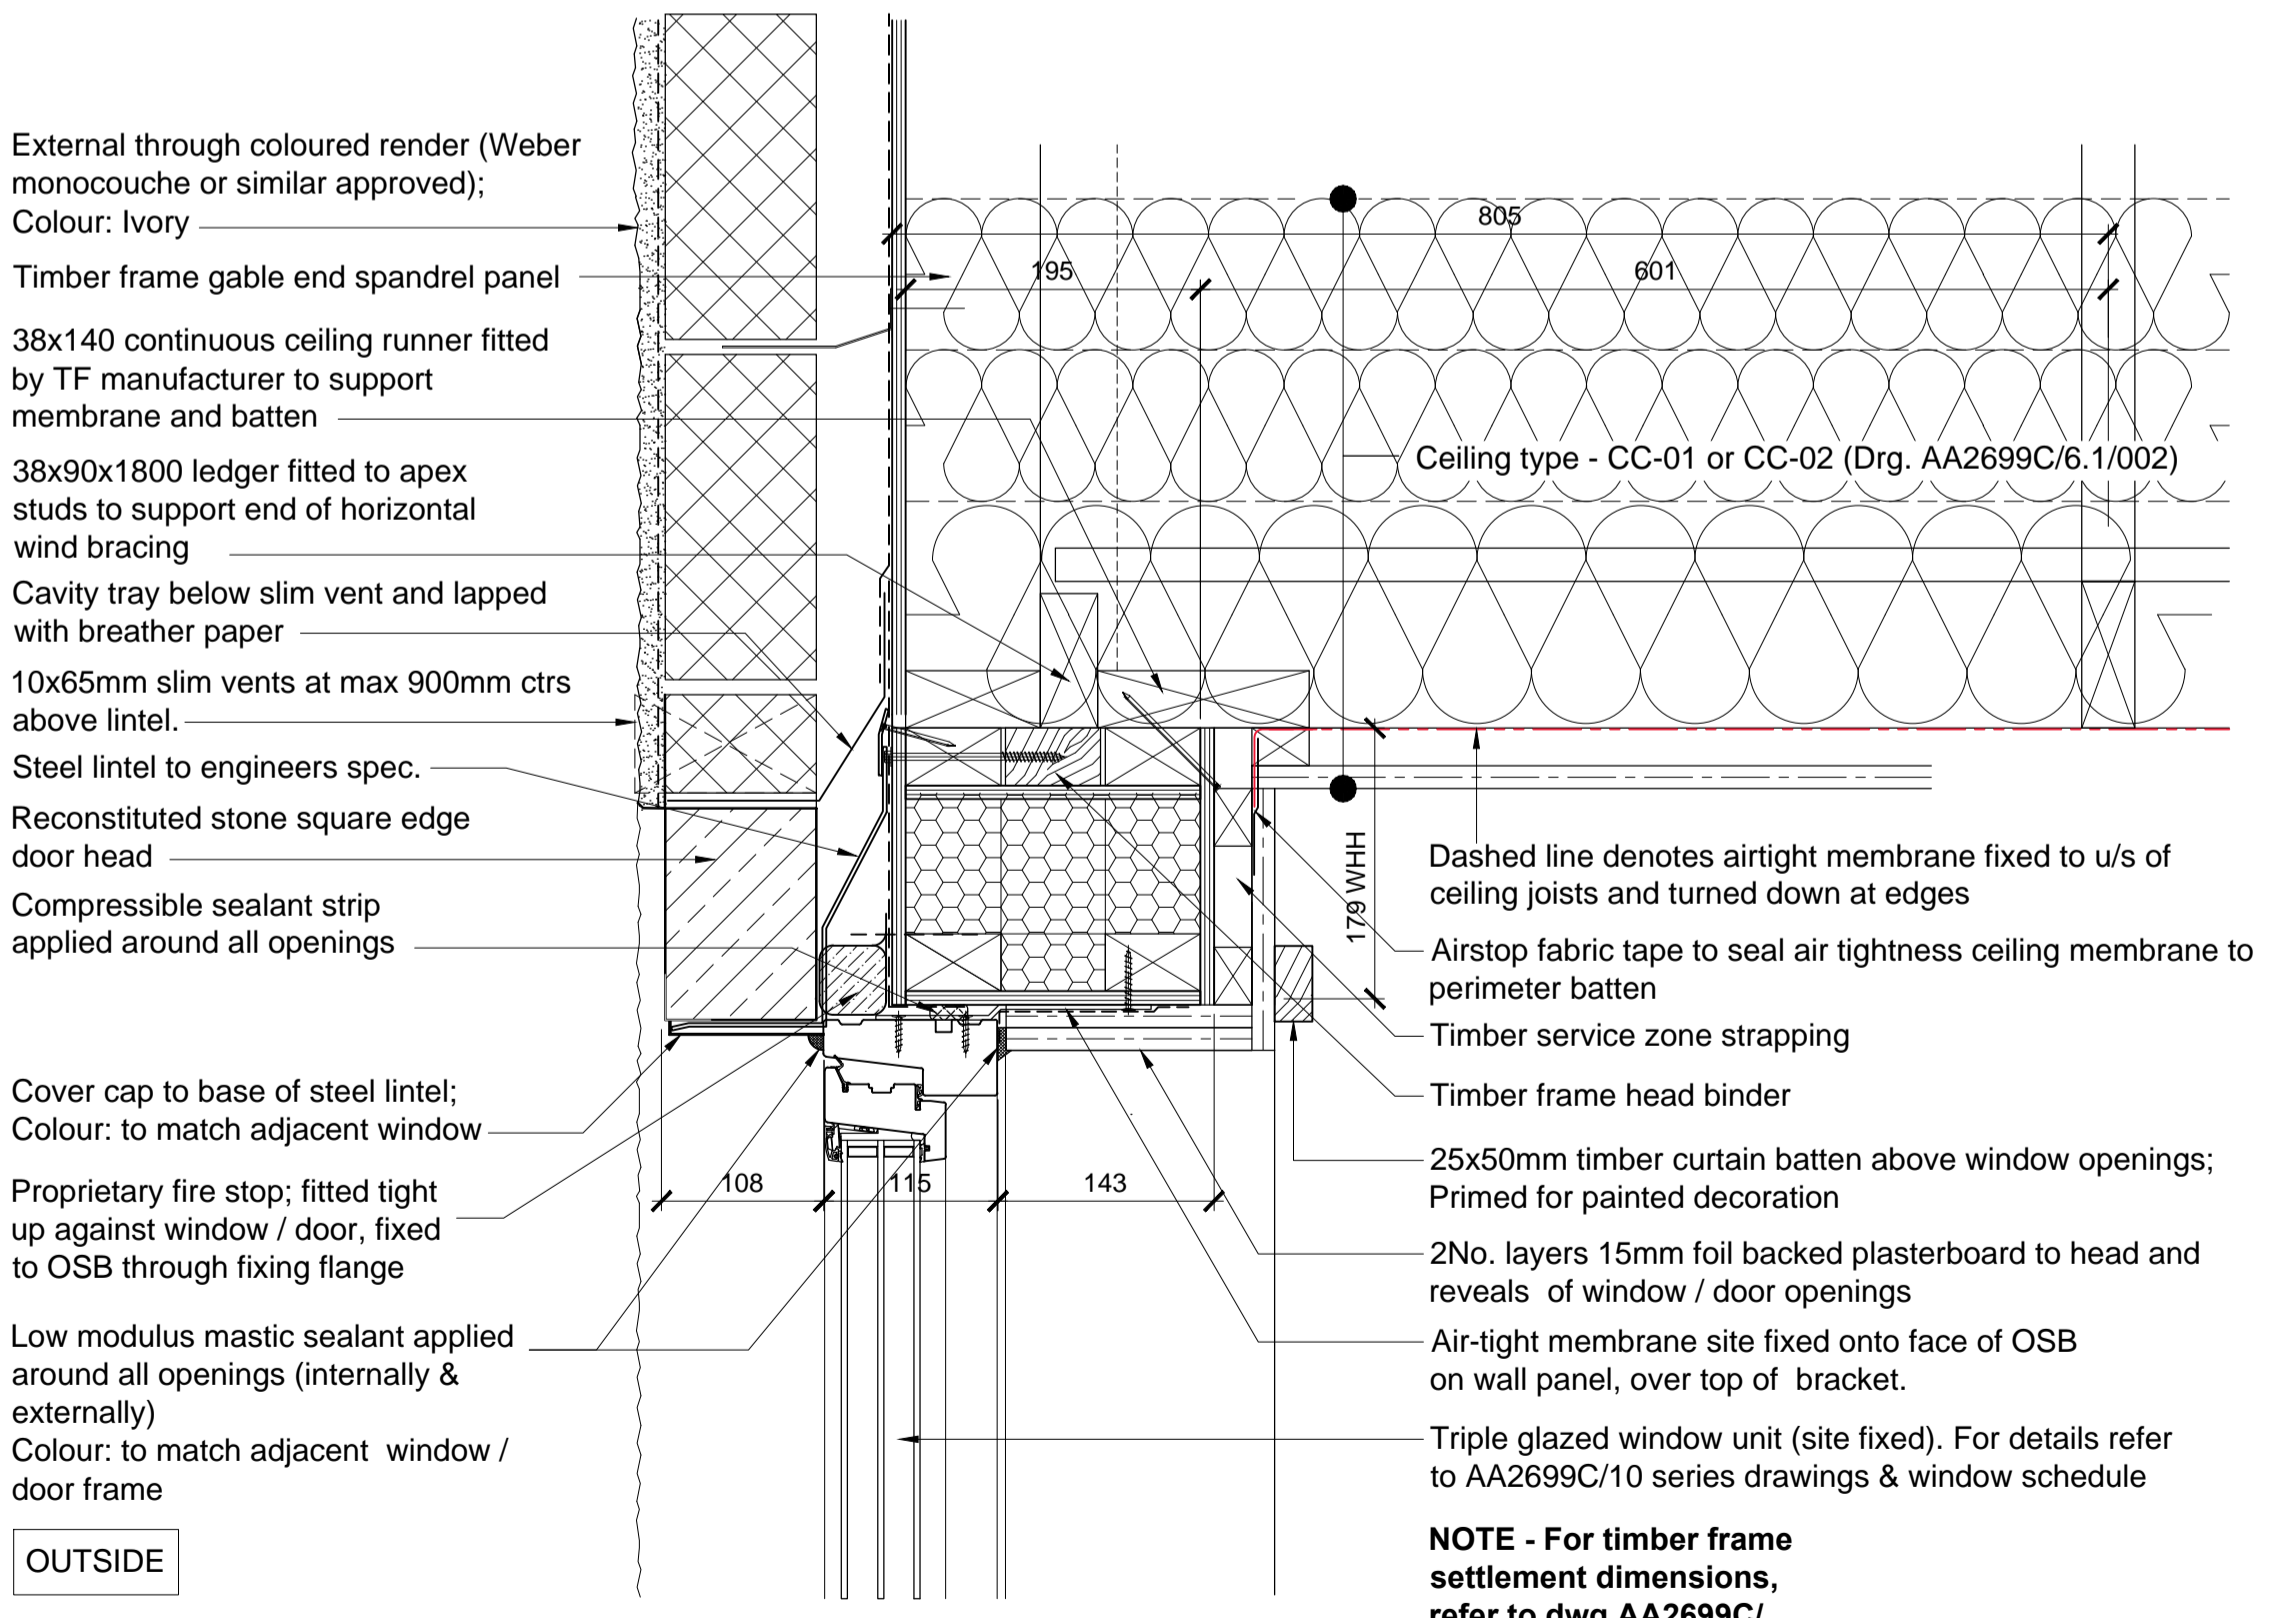 External through coloured render (Weber
monocouche or similar approved);
Colour: Ivory
Timber frame gable end spandrel panel
38x140 continuous ceiling runner fitted
by TF manufacturer to support
membrane and batten
38x90x1800 ledger fitted to apex
studs to support end of horizontal
wind bracing
Cavity tray below slim vent and lapped
with breather paper
10x65mm slim vents at max 900mm ctrs
above lintel.
Steel lintel to engineers spec.
Reconstituted stone square edge
door head
Compressible sealant strip
applied around all openings
Cover cap to base of steel lintel;
Colour: to match adjacent window
Proprietary fire stop; fitted tight
up against window / door, fixed
to OSB through fixing flange
Low modulus mastic sealant applied
around all openings (internally &
externally)
Colour: to match adjacent window /
door frame
OUTSIDE
805
195
601
Ceiling type - CC-01 or CC-02 (Drg. AA2699C/6.1/002)
179 WHH
108
115
143
Dashed line denotes airtight membrane fixed to u/s of
ceiling joists and turned down at edges
Airstop fabric tape to seal air tightness ceiling membrane to
perimeter batten
Timber service zone strapping
Timber frame head binder
25x50mm timber curtain batten above window openings;
Primed for painted decoration
2No. layers 15mm foil backed plasterboard to head and
reveals of window / door openings
Air-tight membrane site fixed onto face of OSB
on wall panel, over top of bracket.
Triple glazed window unit (site fixed). For details refer
to AA2699C/10 series drawings & window schedule
NOTE - For timber frame
settlement dimensions,
refer to dwg AA2699C/